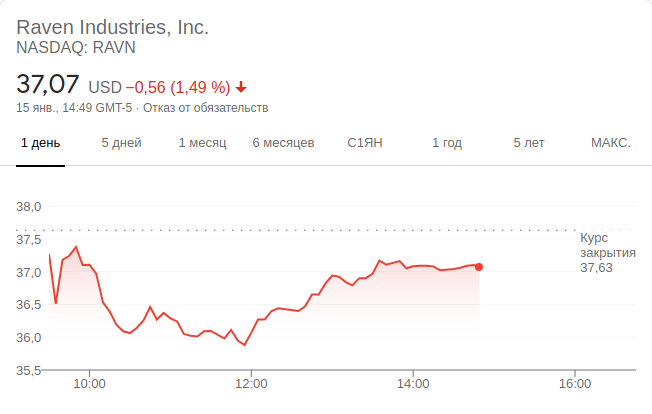 Raven Industries, Inc.
NASDAQ: RAVN
37,07 USD −0,56 (1,49 %)
15 янв., 14:49 GMT-5 · Отказ от обязательств
1 день 5 дней 1 месяц 6 месяцев С1ЯН 1 год 5 лет МАКС.
38,0
37,5
37,0
36,5
36,0
35,5
Курс
закрытия
37,63
10:00 12:00 14:00 16:00